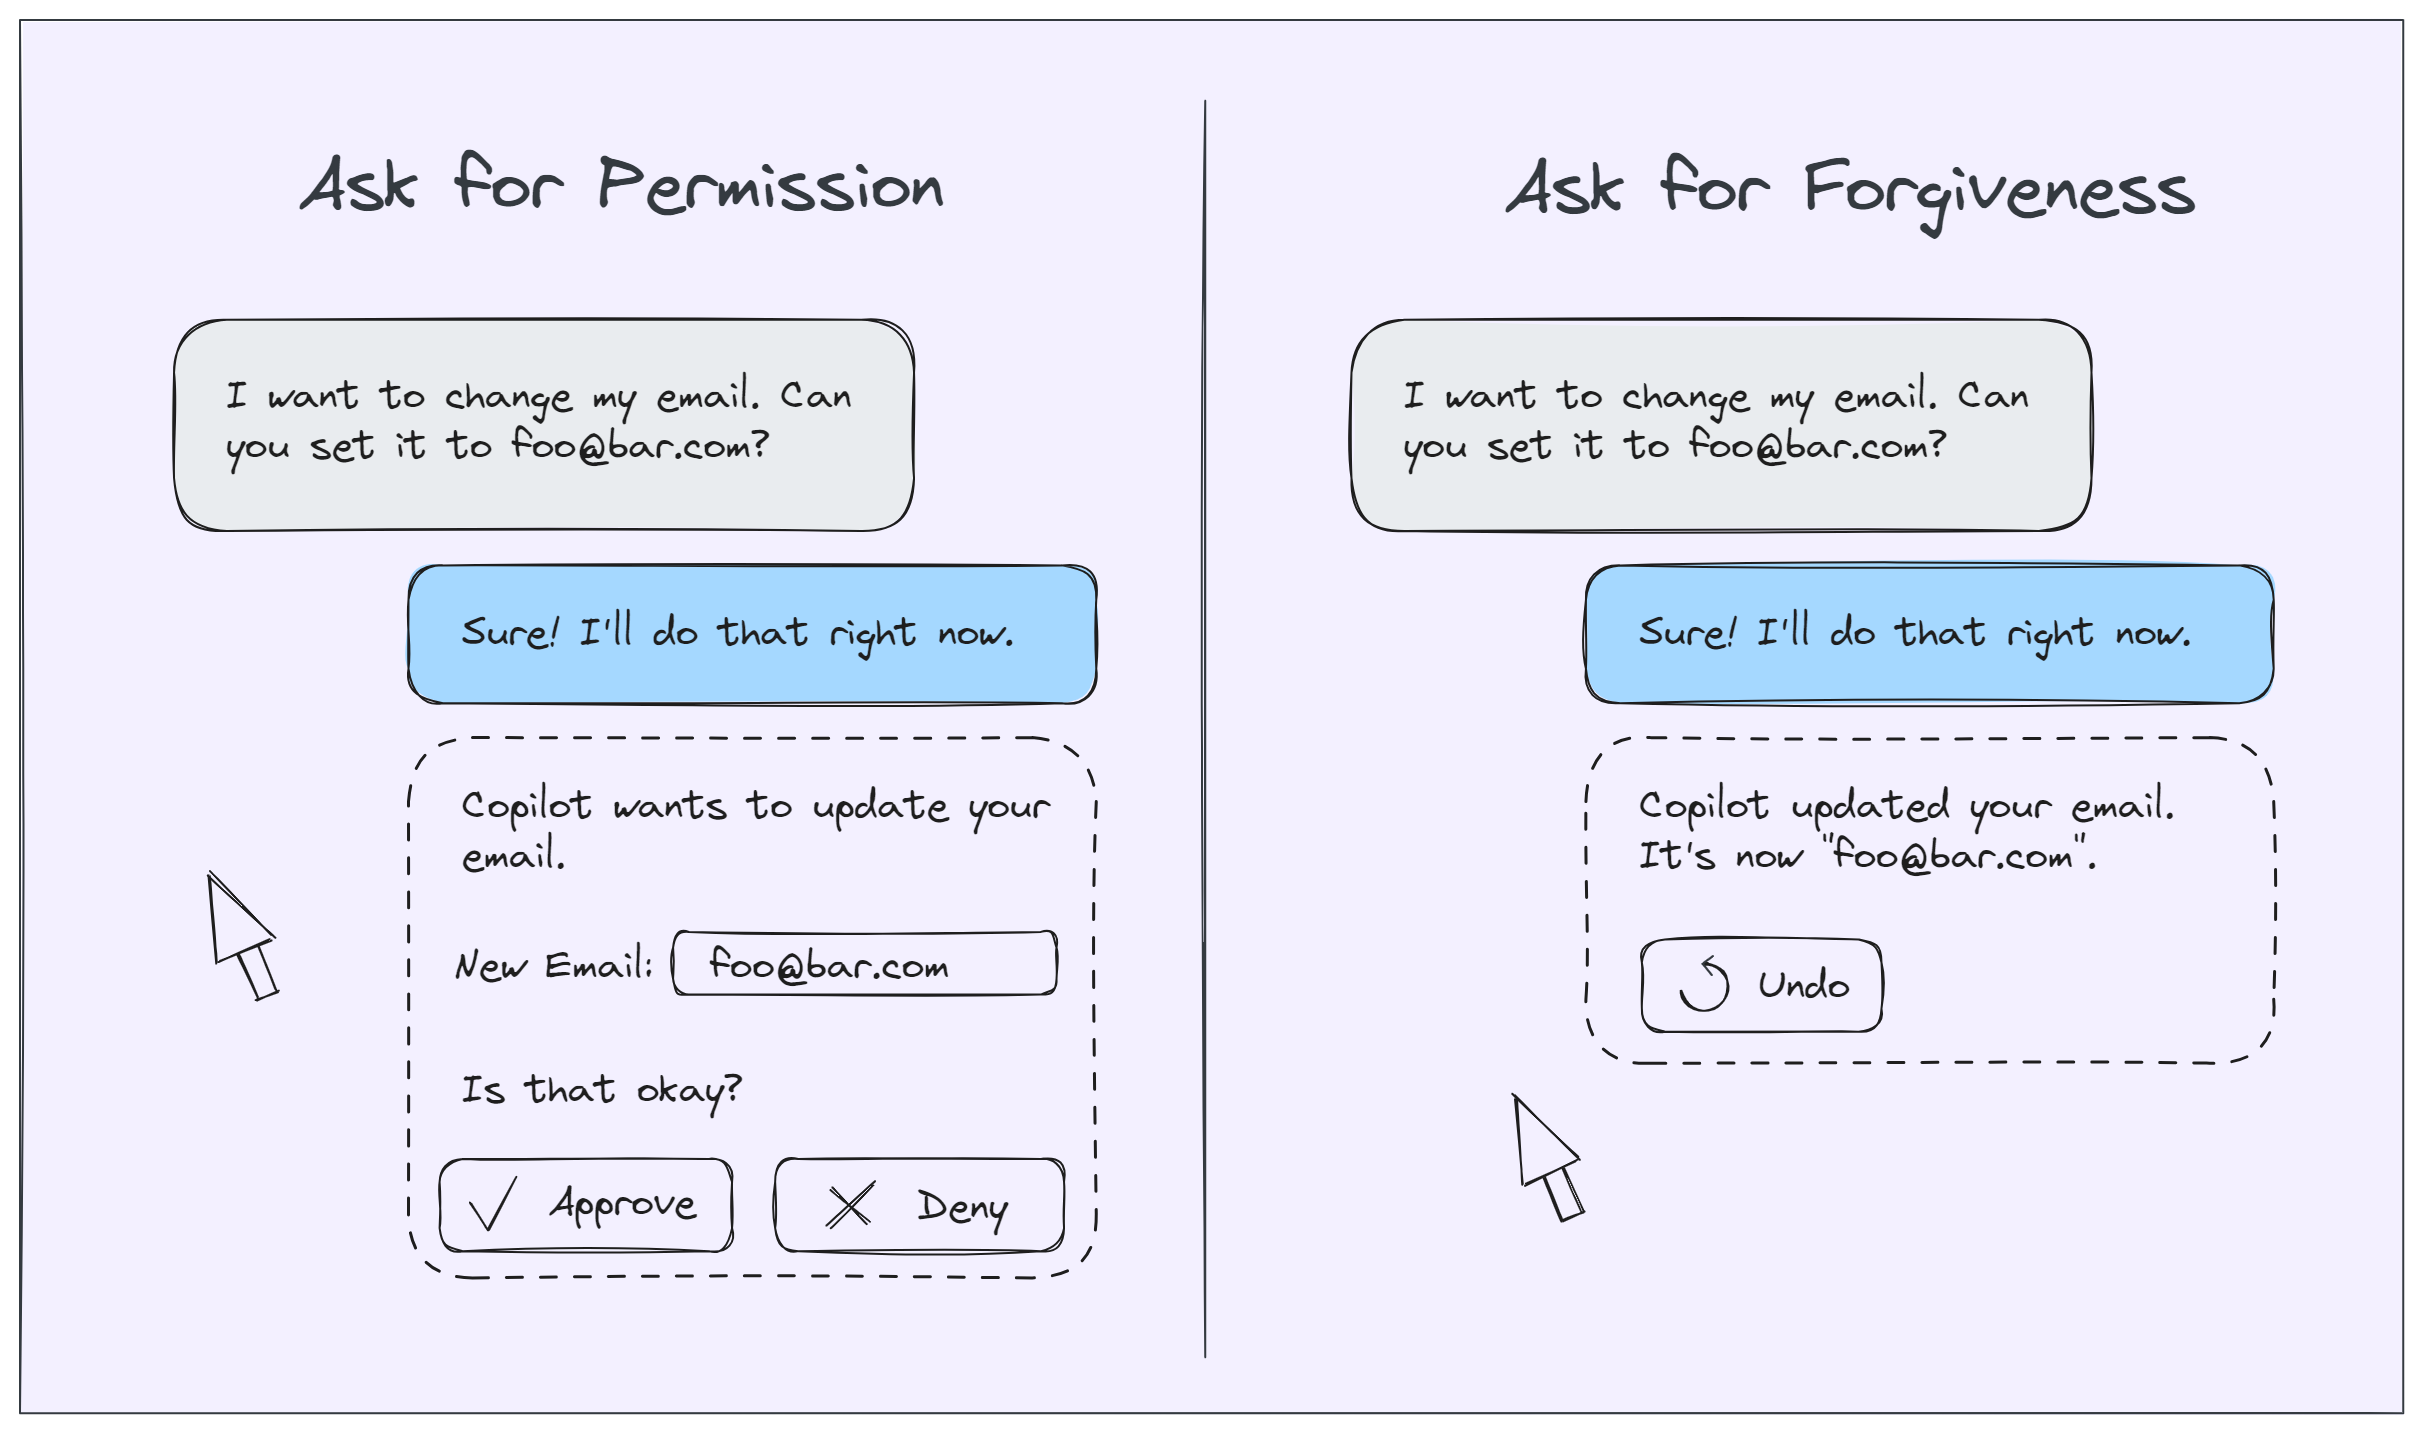 Ask for Permission
I want to change my email. Can
you set it to foo@bar.com?
Sure! I'll do that right now.
Copilot wants to update your
email.
New Email: foo@bar.com
Is that okay?
Approve
Deny
Ask for Forgiveness
I want to change my email. Can
you set it to foo@bar.com?
Sure! I'll do that right now.
Copilot updated your email.
It's now "foo@bar.com".
Undo